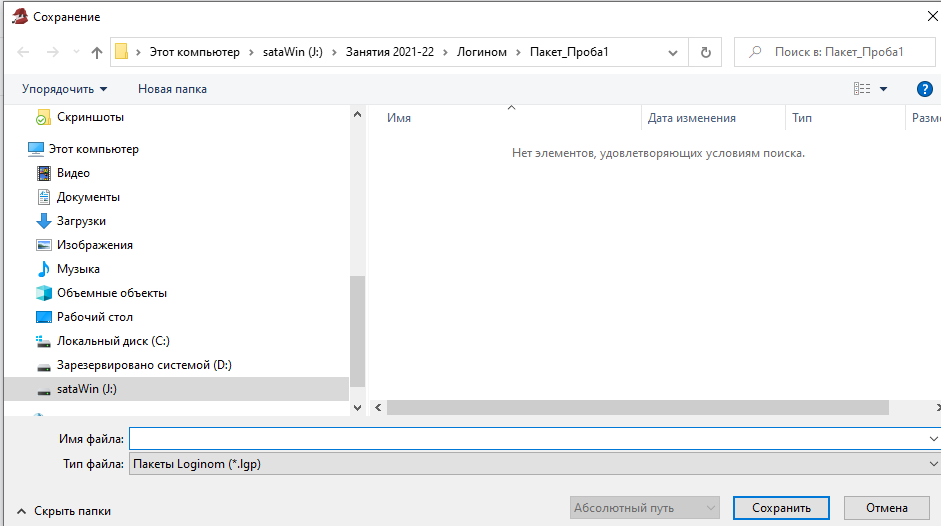 Сохранение
Этот компьютер > sataWin (J:) > Занятия 2021-22 > Логином > Пакет_Проба1
Поиск в: Пакет_Проба1
Упорядочить
Новая папка
Скриншоты
Этот компьютер
Видео
Документы
Загрузки
Изображения
Музыка
Объемные объекты
Рабочий стол
Локальный диск (C:)
Зарезервировано системой (D:)
sataWin (J:)
Имя
Дата изменения
Тип
Разме
Нет элементов, удовлетворяющих условиям поиска.
Имя файла:
Тип файла: Пакеты Loginom (*.lgp)
Скрыть папки
Абсолютный путь
Сохранить
Отмена